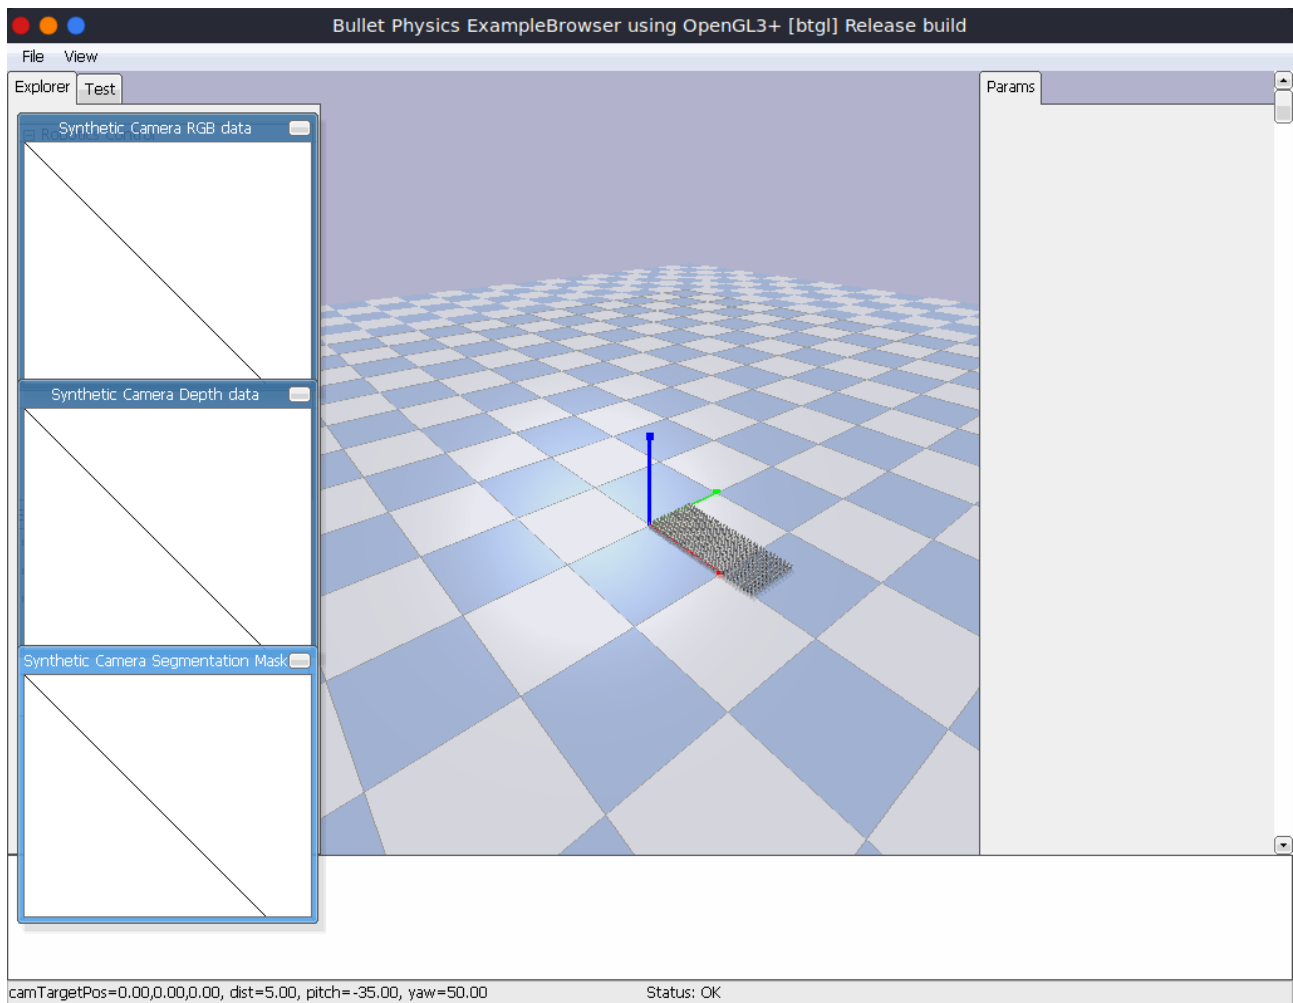 Bullet Physics ExampleBrowser using OpenGL3+ [btgl] Release build
File View
Explorer Test
Params
Synthetic Camera RGB data
Synthetic Camera Depth data
Synthetic Camera Segmentation Mask
camTargetPos=0.00,0.00,0.00, dist=5.00, pitch=-35.00, yaw=50.00
Status: OK